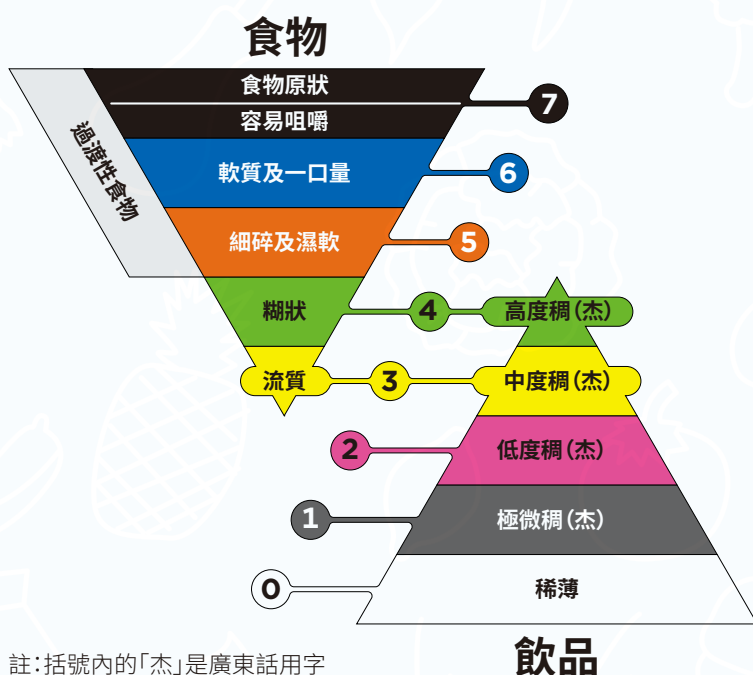 食物
食物原狀
7
容易咀嚼
過渡性食物
軟質及一口量
6
細碎及濕軟
5
糊狀
4
高度稠(杰)
流質
3
中度稠(杰)
2
低度稠(杰)
1
極微稠(杰)
0
稀薄
飲品
註:括號內的「杰」是廣東話用字